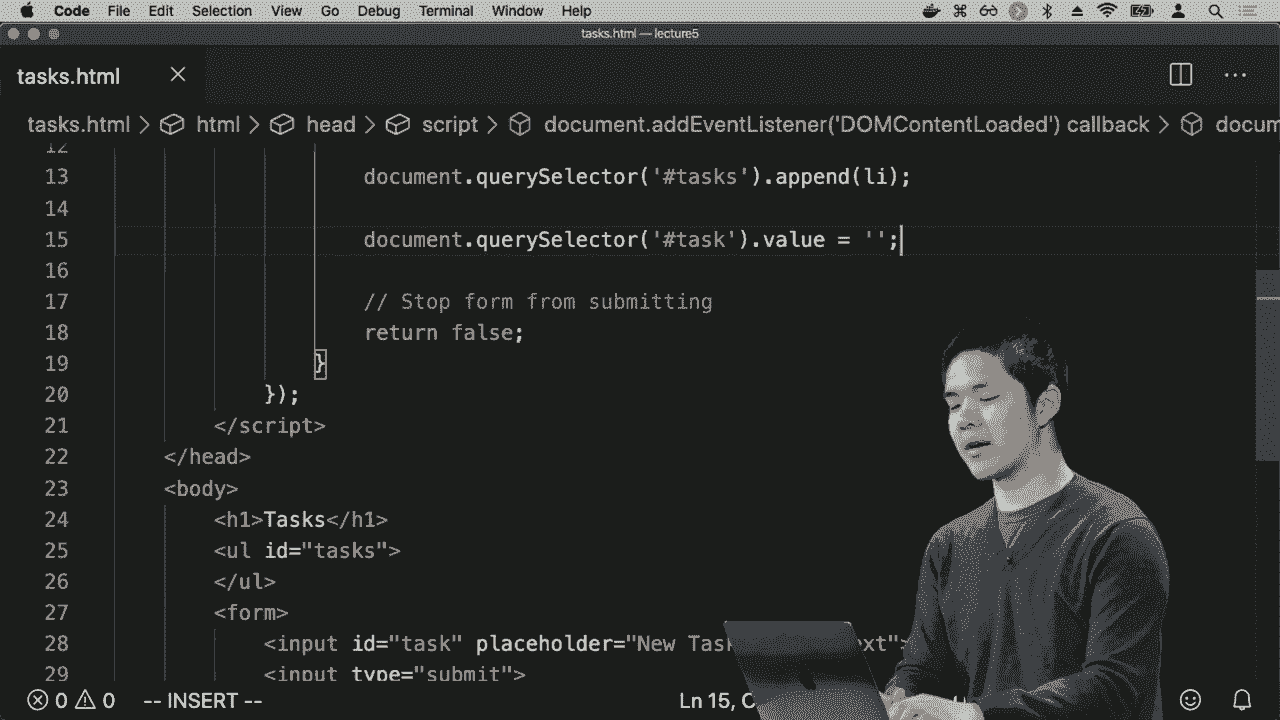 Code File Edit Selection View Go Debug Terminal Window Help
tasks.html — lecture5
tasks.html
tasks.html > html > head > script > document.addEventListener('DOMContentLoaded') callback > docum
12
13 document.querySelector('#tasks').append(li);
14
15 document.querySelector('#task').value = '';
16
17 // Stop form from submitting
18 return false;
19 }
20 });
21 </script>
22 </head>
23 <body>
24 <h1>Tasks</h1>
25 <ul id="tasks">
26 </ul>
27 <form>
28 <input id="task" placeholder="New Tas ext">
29 <input type="submit">
0 0 -- INSERT -- Ln 15, C